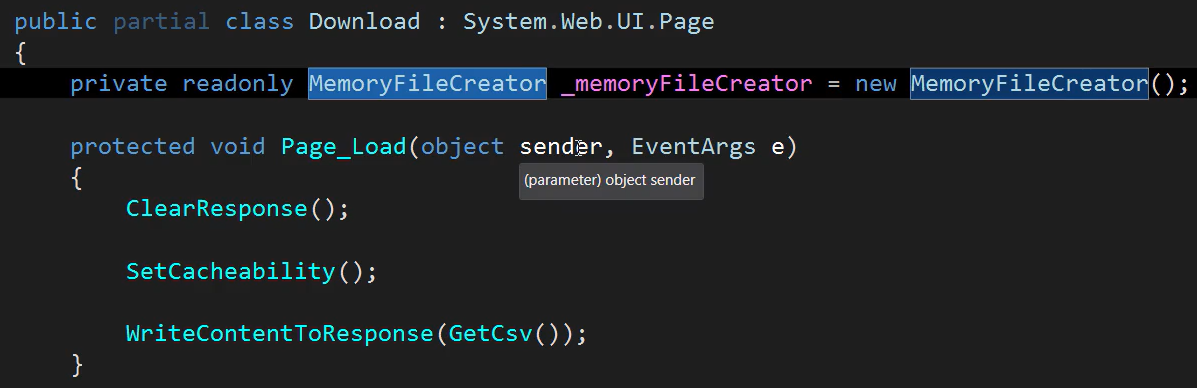 public partial class Download : System.Web.UI.Page
{
private readonly MemoryFileCreator _memoryFileCreator = new MemoryFileCreator();
protected void Page_Load(object sender, EventArgs e)
{
(parameter) object sender
ClearResponse();
SetCacheability();
WriteContentToResponse(GetCsv());
}